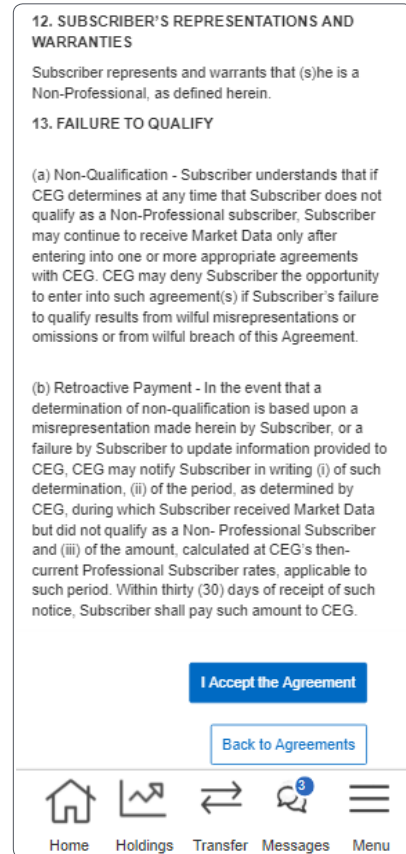 12. SUBSCRIBER'S REPRESENTATIONS AND
WARRANTIES
Subscriber represents and warrants that (s)he is a
Non-Professional, as defined herein.
13. FAILURE TO QUALIFY
(a) Non-Qualification - Subscriber understands that if
CEG determines at any time that Subscriber does not
qualify as a Non-Professional subscriber, Subscriber
may continue to receive Market Data only after
entering into one or more appropriate agreements
with CEG. CEG may deny Subscriber the opportunity
to enter into such agreement(s) if Subscriber's failure
to qualify results from wilful misrepresentations or
omissions or from wilful breach of this Agreement.
(b) Retroactive Payment - In the event that a
determination of non-qualification is based upon a
misrepresentation made herein by Subscriber, or a
failure by Subscriber to update information provided to
CEG, CEG may notify Subscriber in writing (i) of such
determination, (ii) of the period, as determined by
CEG, during which Subscriber received Market Data
but did not qualify as a Non- Professional Subscriber
and (iii) of the amount, calculated at CEG's then-
current Professional Subscriber rates, applicable to
such period. Within thirty (30) days of receipt of such
notice, Subscriber shall pay such amount to CEG.
I Accept the Agreement
Back to Agreements
3
Home Holdings Transfer Messages Menu